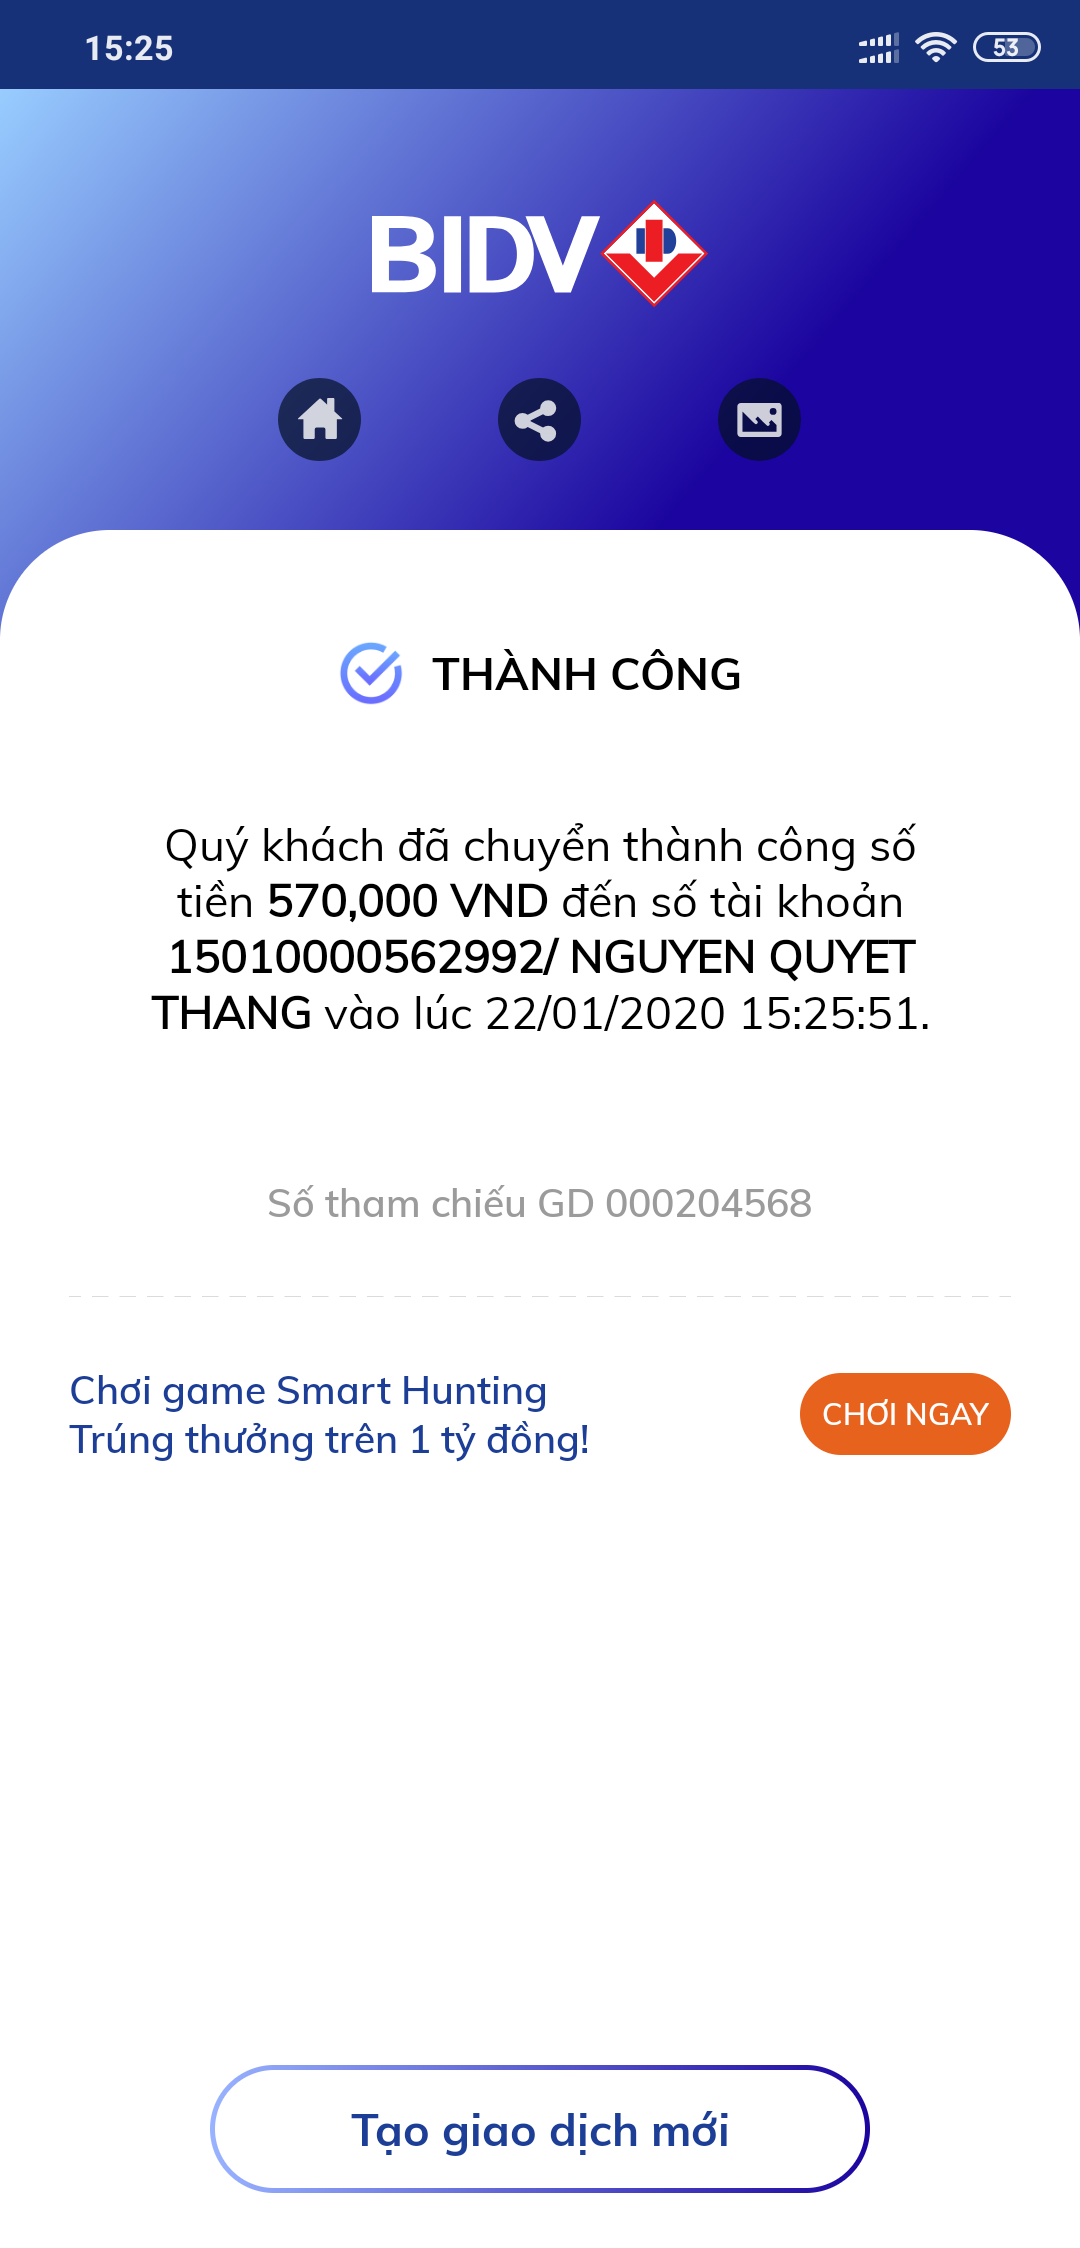 15:25
53
BIDV
THÀNH CÔNG
Quý khách đã chuyển thành công số
tiền 570,000 VND đến số tài khoản
15010000562992/ NGUYEN QUYET
THANG vào lúc 22/01/2020 15:25:51.
Số tham chiếu GD 000204568
Chơi game Smart Hunting
Trúng thưởng trên 1 tỷ đồng!
CHƠI NGAY
Tạo giao dịch mới